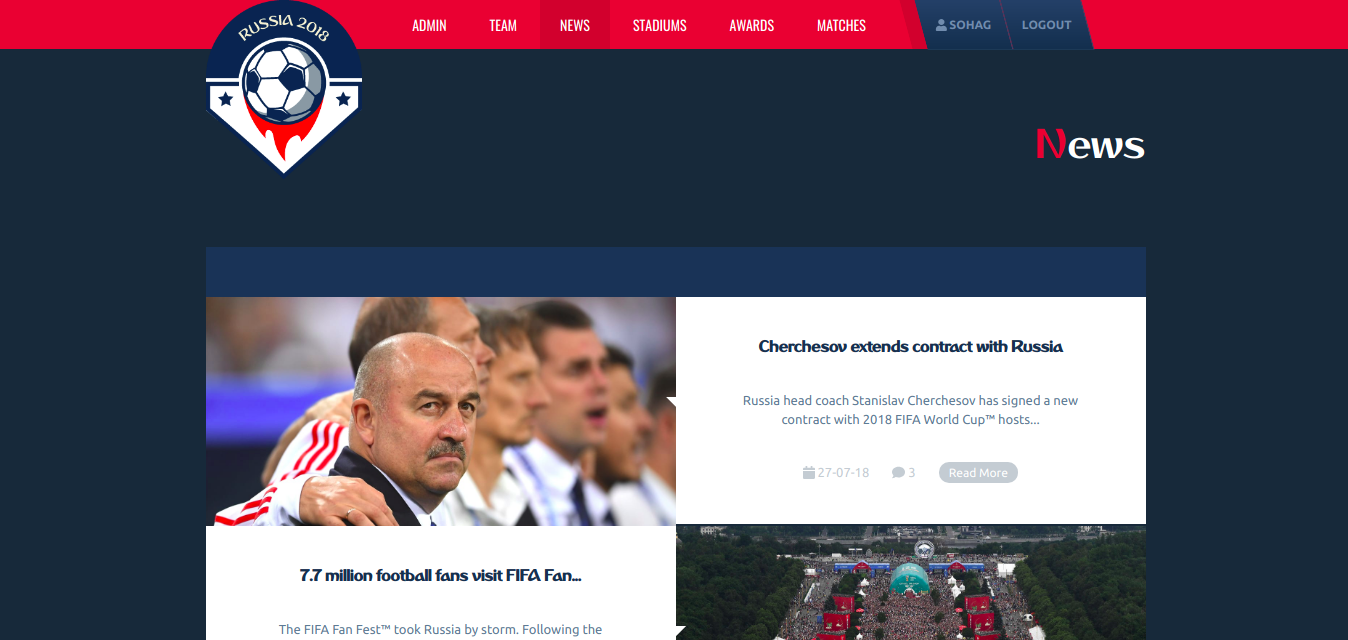 RUSSIA 2018
ADMIN
TEAM
NEWS
STADIUMS
AWARDS
MATCHES
SOHAG
LOGOUT
News
Cherchesov extends contract with Russia
Russia head coach Stanislav Cherchesov has signed a new
contract with 2018 FIFA World Cup™ hosts...
27-07-18
3
Read More
7.7 million football fans visit FIFA Fan...
The FIFA Fan Fest™ took Russia by storm. Following the